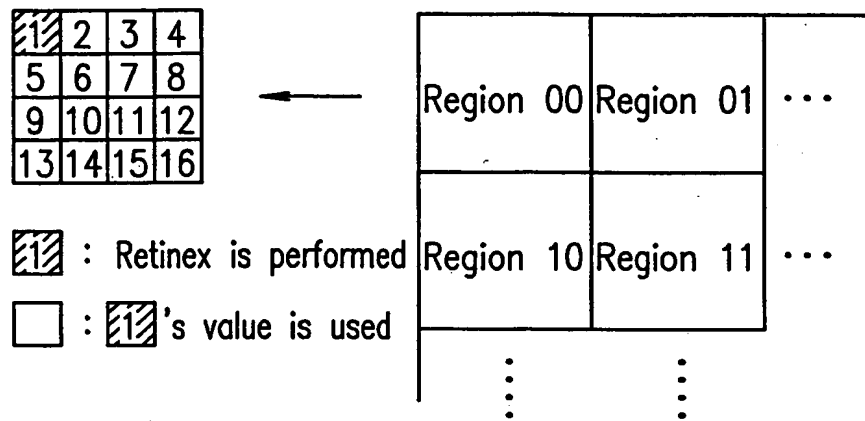 1 2 3 4
5 6 7 8
9 10 11 12
13 14 15 16
Region 00 Region 01 ...
1 : Retinex is performed
Region 10 Region 11 ...
: 1's value is used